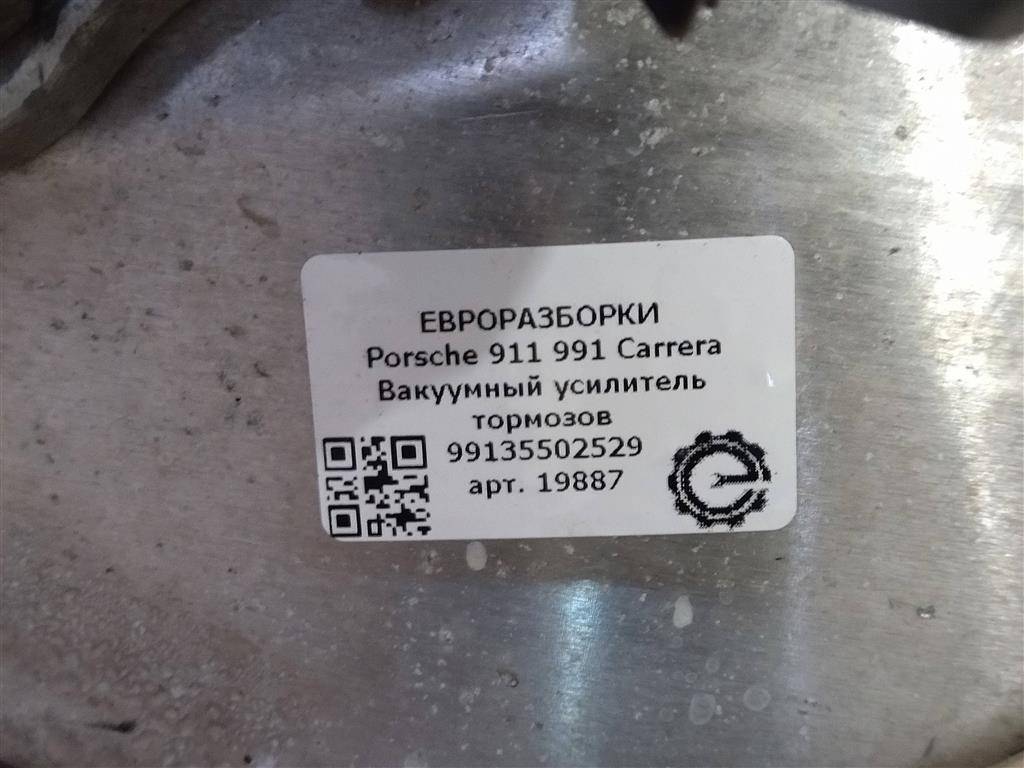 ЕВРОРАЗБОРКИ
Porsche 911 991 Carrera
Вакуумный усилитель
тормозов
99135502529
арт. 19887